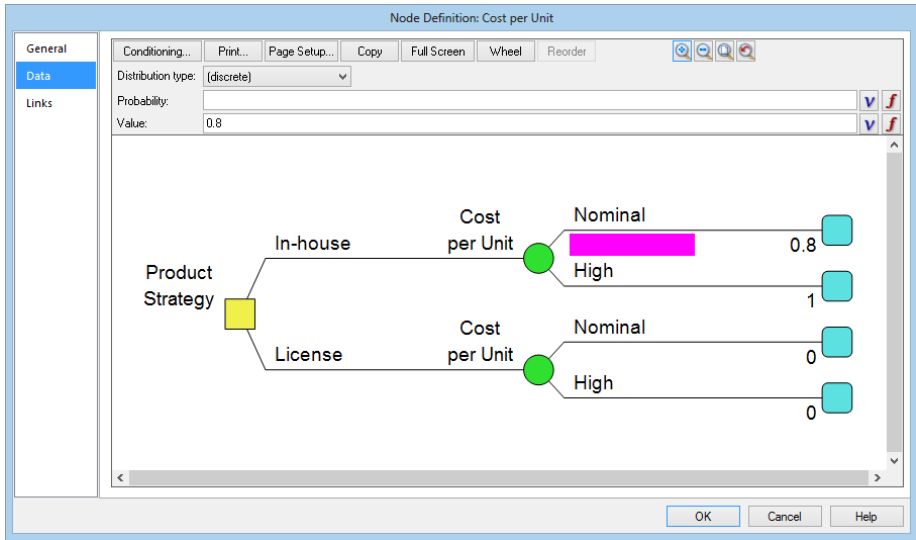 Node Definition: Cost per Unit
General
Data
Links
Conditioning... Print... Page Setup... Copy Full Screen Wheel Reorder
Distribution type: (discrete)
Probability: v f
Value: 0.8 v f
Product
Strategy
In-house
Cost
per Unit
Nominal
0.8
High
1
License
Cost
per Unit
Nominal
0
High
0
OK Cancel Help